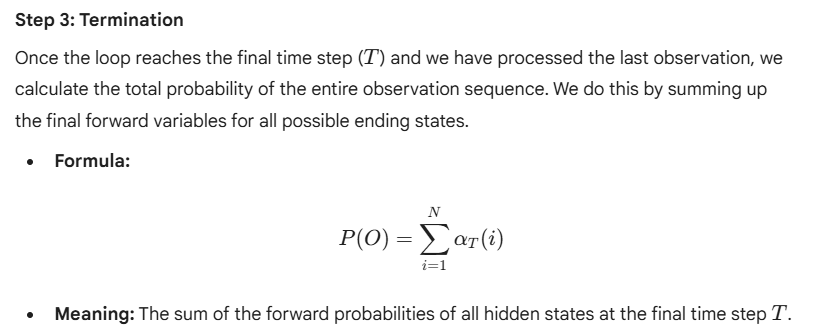 Step 3: Termination
Once the loop reaches the final time step (T) and we have processed the last observation, we
calculate the total probability of the entire observation sequence. We do this by summing up
the final forward variables for all possible ending states.
• Formula:
P(O) = \sum_{i=1}^{N} α_T(i)
• Meaning: The sum of the forward probabilities of all hidden states at the final time step T.